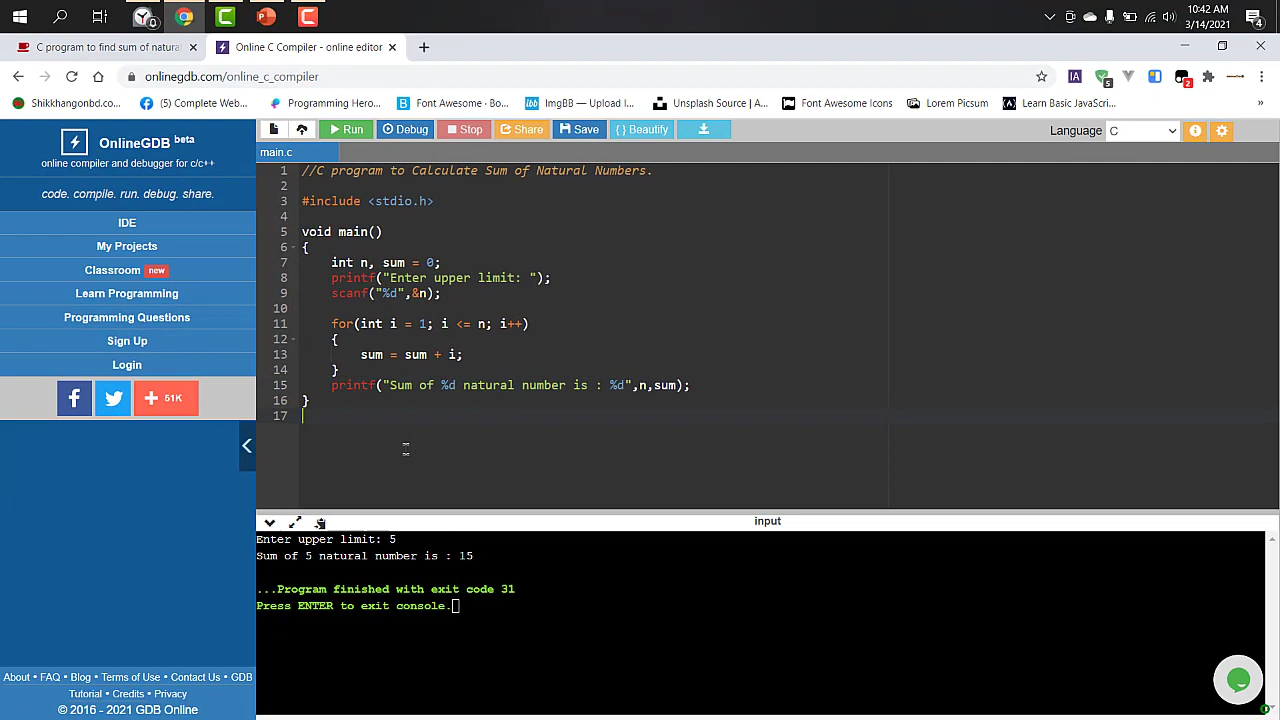 10:42 AM
3/14/2021
4
C program to find sum of natura
Online C Compiler - online editor
onlinegdb.com/online_c_compiler
IA
5
2
Shikkhangonbd.co...
(5) Complete Web...
Programming Hero...
Font Awesome · Bo...
ImgBB — Upload I...
Unsplash Source | A...
Font Awesome Icons
Lorem Picsum
Learn Basic JavaScri...
»
OnlineGDB beta
online compiler and debugger for c/c++
code. compile. run. debug. share.
IDE
My Projects
Classroom new
Learn Programming
Programming Questions
Sign Up
Login
f
+ 51K
Run
Debug
Stop
Share
Save
{ } Beautify
Language C
main.c
1 //C program to Calculate Sum of Natural Numbers.
2
3 #include <stdio.h>
4
5 void main()
6 {
7 int n, sum = 0;
8 printf("Enter upper limit: ");
9 scanf("%d",&n);
10
11 for(int i = 1; i <= n; i++)
12 {
13 sum = sum + i;
14 }
15 printf("Sum of %d natural number is : %d",n,sum);
16 }
17
input
Enter upper limit: 5
Sum of 5 natural number is : 15
...Program finished with exit code 31
Press ENTER to exit console.
About • FAQ • Blog • Terms of Use • Contact Us • GDB
Tutorial • Credits • Privacy
© 2016 - 2021 GDB Online